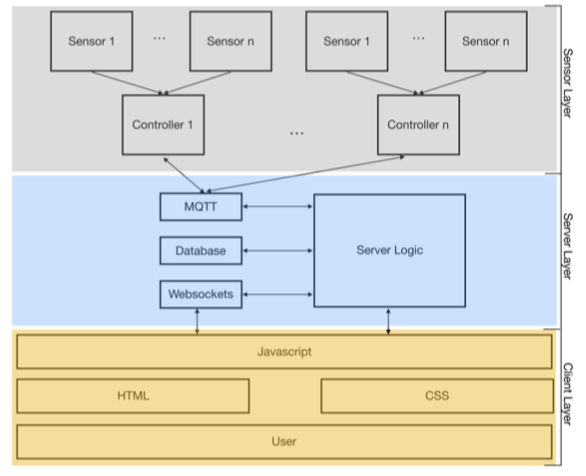 Sensor 1 ... Sensor n Sensor 1 ... Sensor n
Controller 1 ... Controller n
Sensor Layer
MQTT
Database
Websockets
Server Logic
Server Layer
Javascript
HTML CSS
User
Client Layer